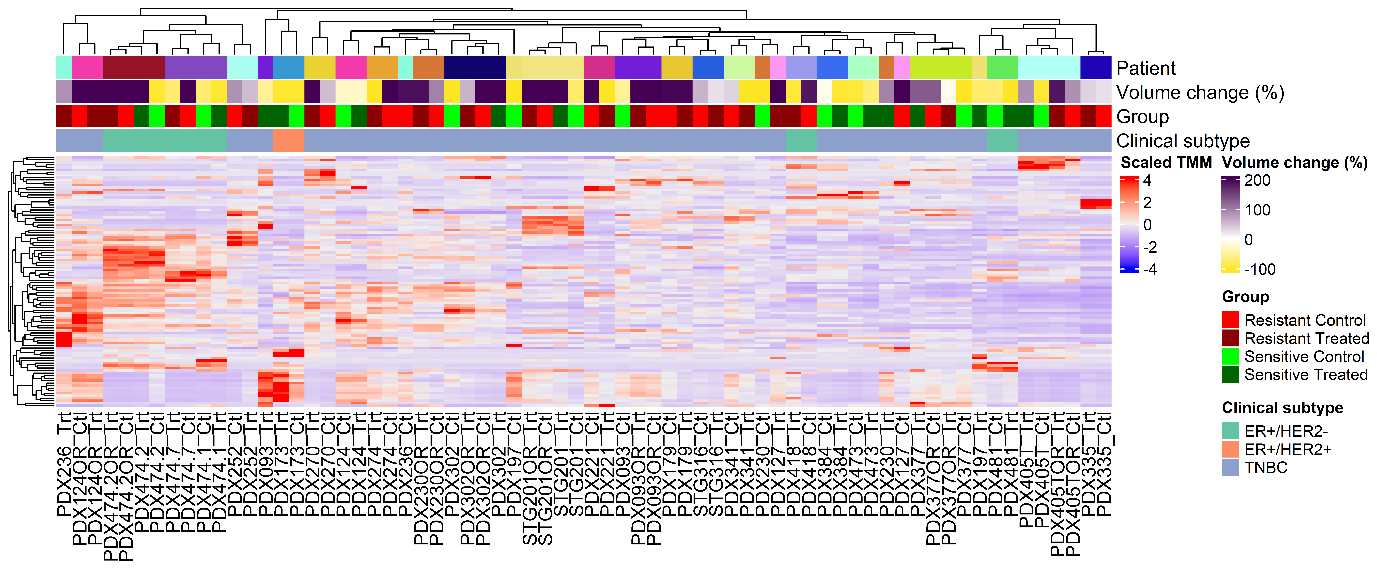 Patient
Volume change (%)
Group
Clinical subtype
Scaled TMM
4
2
0
-2
-4
Volume change (%)
200
100
0
-100
Group
Resistant Control
Resistant Treated
Sensitive Control
Sensitive Treated
Clinical subtype
ER+/HER2-
ER+/HER2+
TNBC
PDX236_Trt
PDX124OR_Ctl
PDX124OR_Trt
PDX474.2OR_Trt
PDX474.2OR_Ctl
PDX474.2_Trt
PDX474.2_Ctl
PDX474.7_Trt
PDX474.7_Ctl
PDX474.1_Ctl
PDX474.1_Trt
PDX252_Ctl
PDX252_Trt
PDX093_Trt
PDX173_Trt
PDX173_Ctl
PDX270_Trt
PDX270_Ctl
PDX124_Ctl
PDX124_Trt
PDX274_Trt
PDX274_Ctl
PDX236_Ctl
PDX230OR_Trt
PDX230OR_Ctl
PDX302_Ctl
PDX302OR_Trt
PDX302OR_Ctl
PDX302_Trt
PDX197_Ctl
STG201OR_Trt
STG201OR_Ctl
STG201_Trt
STG201_Ctl
PDX221_Ctl
PDX221_Trt
PDX093_Ctl
PDX093OR_Trt
PDX093OR_Ctl
PDX179_Ctl
PDX179_Trt
STG316_Ctl
STG316_Trt
PDX341_Ctl
PDX341_Trt
PDX230_Ctl
PDX127_Trt
PDX418_Trt
PDX418_Ctl
PDX384_Ctl
PDX384_Trt
PDX473_Ctl
PDX473_Trt
PDX230_Trt
PDX127_Ctl
PDX377_Trt
PDX377OR_Ctl
PDX377OR_Trt
PDX377_Ctl
PDX197_Trt
PDX481_Ctl
PDX481_Trt
PDX405T_Trt
PDX405T_Ctl
PDX405TOR_Trt
PDX405TOR_Ctl
PDX335_Trt
PDX335_Ctl